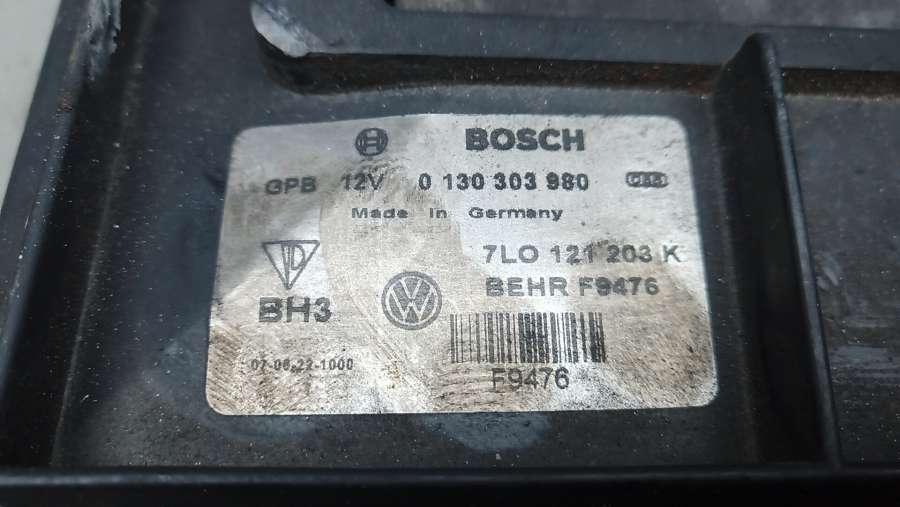 BOSCH
GPB 12V 0 130 303 980
Made in Germany
7L0 121 203 K
BEHR F9476
BH3
07-06-22-1000
F9476